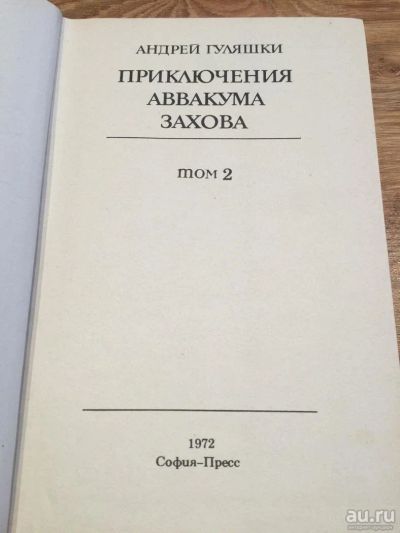 АНДРЕЙ ГУЛЯШКИ
ПРИКЛЮЧЕНИЯ
АВВАКУМА
ЗАХОВА
том 2
1972
София–Пресс
au.ru